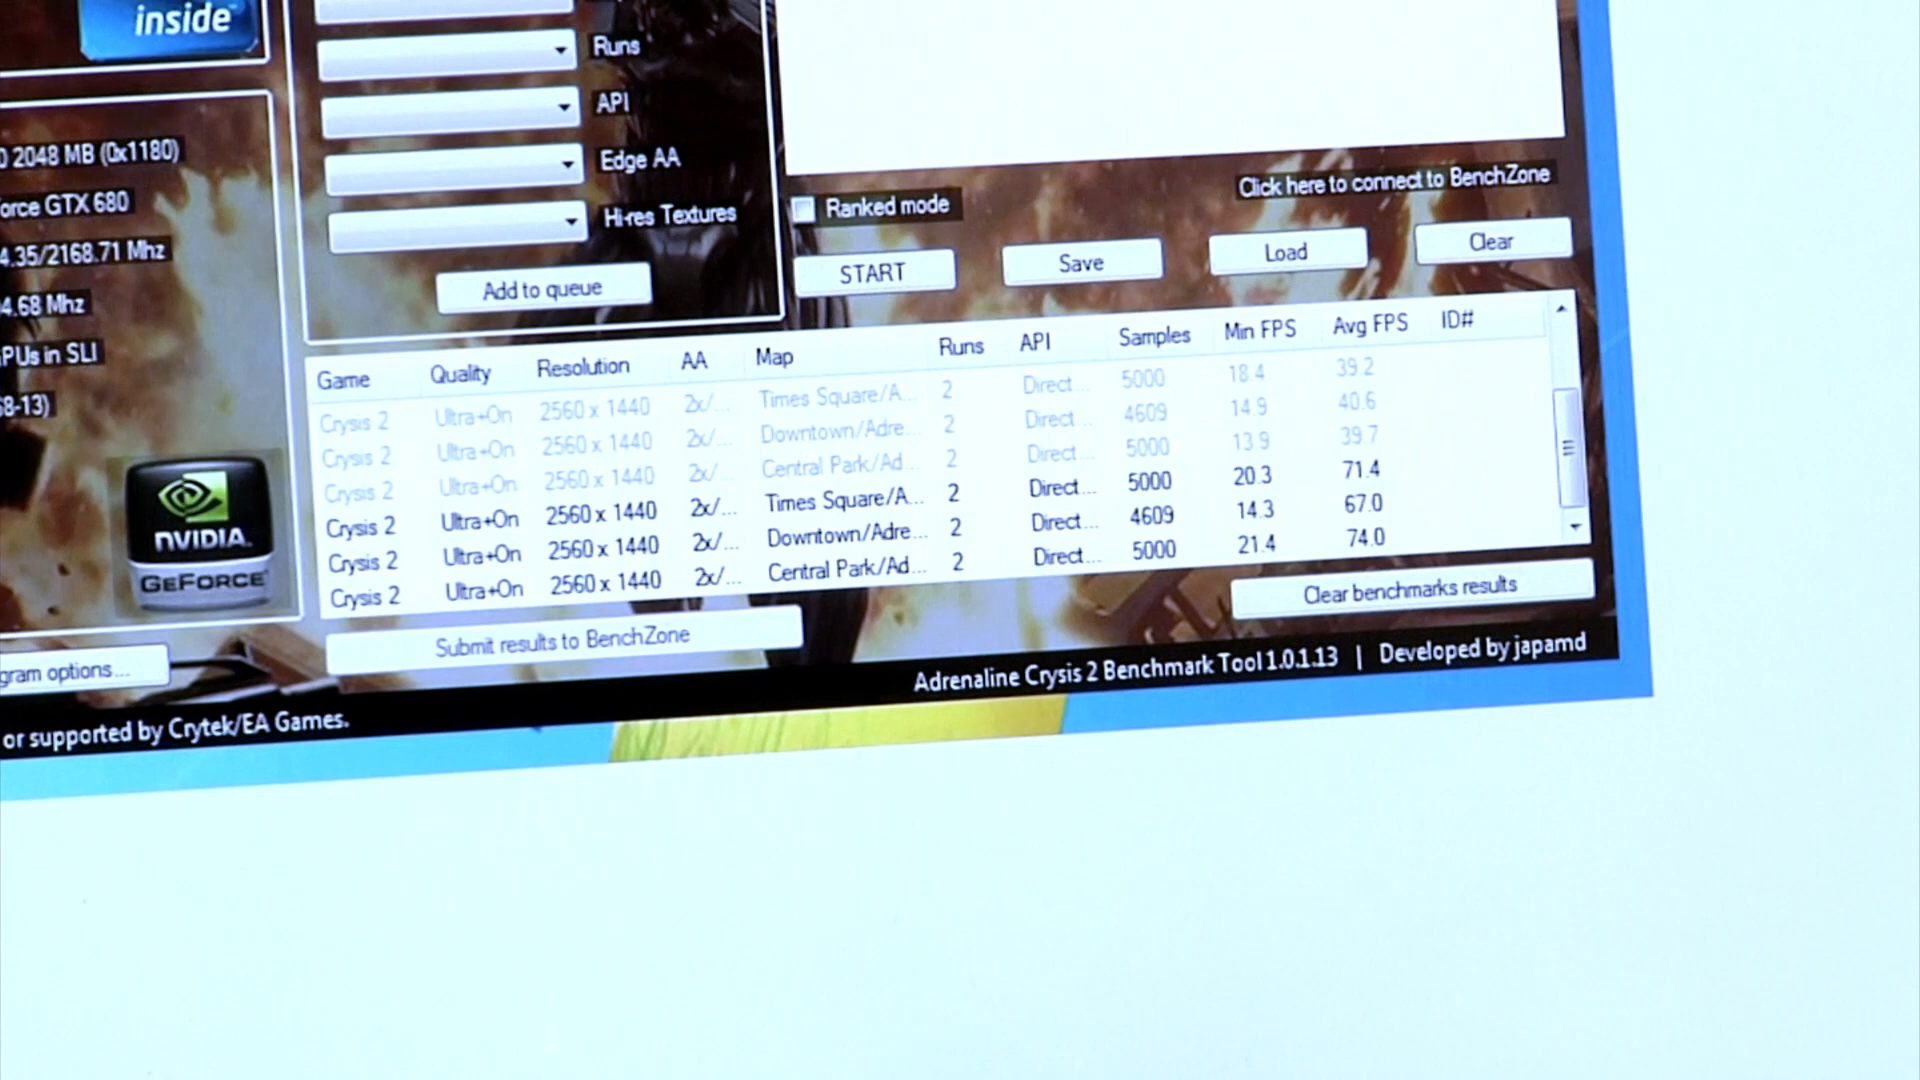 inside™
Runs
API
Edge AA
Hi-res Textures
Add to queue
0 2048 MB (0x1180)
orce GTX 680
4.35/2168.71 Mhz
4.68 Mhz
PUs in SLI
8-13)
NVIDIA.
GEFORCE
Click here to connect to BenchZone
Ranked mode
START Save Load Clear
Game Quality Resolution AA Map Runs API Samples Min FPS Avg FPS ID#
Crysis 2 Ultra+On 2560 x 1440 2x/... Times Square/A... 2 Direct... 5000 18.4 39.2
Crysis 2 Ultra+On 2560 x 1440 2x/... Downtown/Adre... 2 Direct... 4609 14.9 40.6
Crysis 2 Ultra+On 2560 x 1440 2x/... Central Park/Ad... 2 Direct... 5000 13.9 39.7
Crysis 2 Ultra+On 2560 x 1440 2x/... Times Square/A... 2 Direct... 5000 20.3 71.4
Crysis 2 Ultra+On 2560 x 1440 2x/... Downtown/Adre... 2 Direct... 4609 14.3 67.0
Crysis 2 Ultra+On 2560 x 1440 2x/... Central Park/Ad... 2 Direct... 5000 21.4 74.0
Submit results to BenchZone
Clear benchmarks results
gram options...
Adrenaline Crysis 2 Benchmark Tool 1.0.1.13 | Developed by japamd
or supported by Crytek/EA Games.